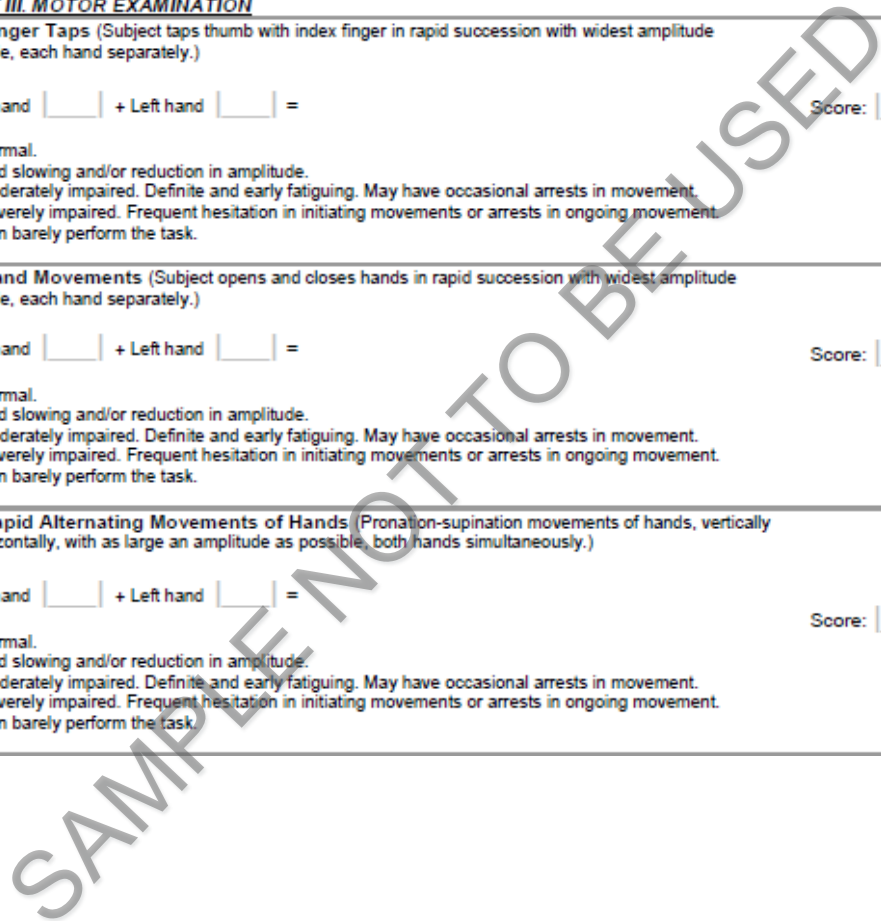 III. MOTOR EXAMINATION
nger Taps (Subject taps thumb with index finger in rapid succession with widest amplitude
e, each hand separately.)
and |____| + Left hand |____| =
Score:
rmal.
d slowing and/or reduction in amplitude.
derately impaired. Definite and early fatiguing. May have occasional arrests in movement.
verely impaired. Frequent hesitation in initiating movements or arrests in ongoing movement.
n barely perform the task.
and Movements (Subject opens and closes hands in rapid succession with widest amplitude
e, each hand separately.)
and |____| + Left hand |____| =
Score:
rmal.
d slowing and/or reduction in amplitude.
derately impaired. Definite and early fatiguing. May have occasional arrests in movement.
verely impaired. Frequent hesitation in initiating movements or arrests in ongoing movement.
n barely perform the task.
apid Alternating Movements of Hands (Pronation-supination movements of hands, vertically
zontally, with as large an amplitude as possible, both hands simultaneously.)
and |____| + Left hand |____| =
Score:
rmal.
d slowing and/or reduction in amplitude.
derately impaired. Definite and early fatiguing. May have occasional arrests in movement.
verely impaired. Frequent hesitation in initiating movements or arrests in ongoing movement.
n barely perform the task.
SAMPLE NOT TO BE USED